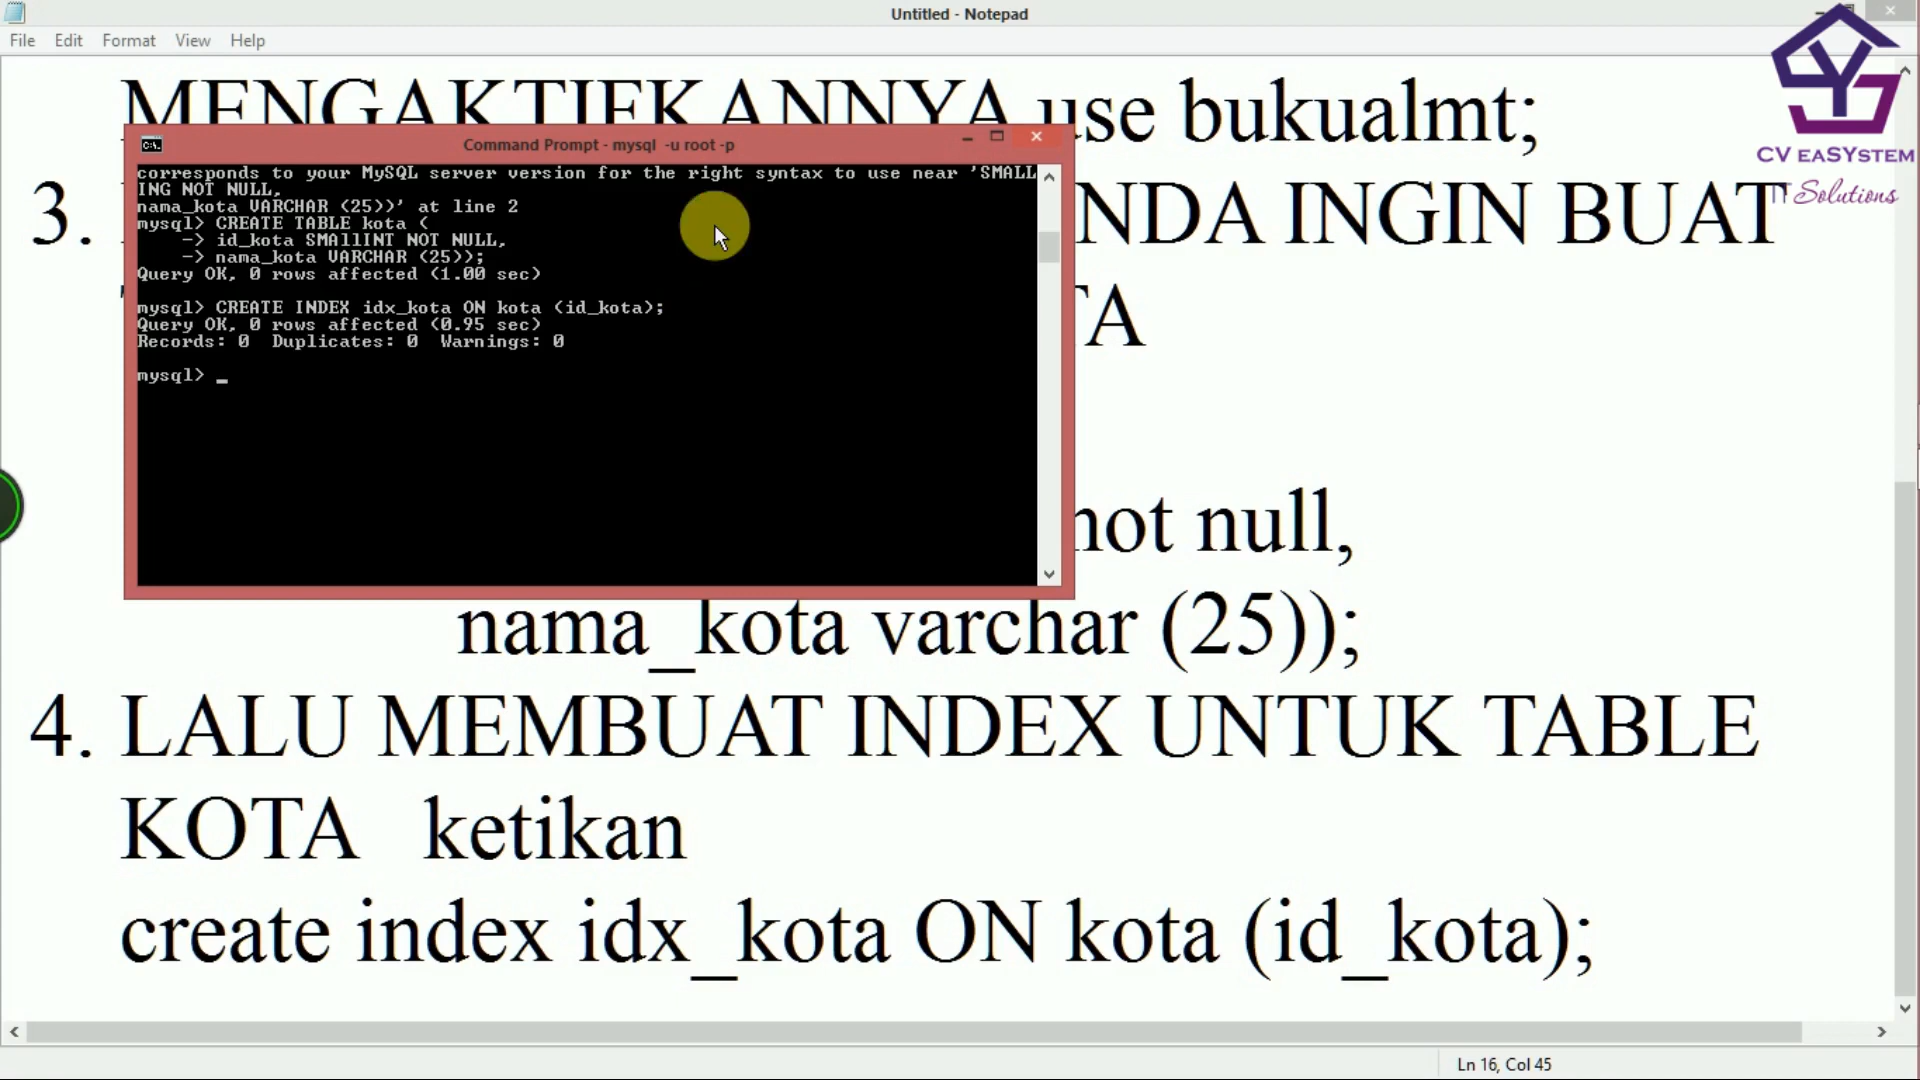 Untitled - Notepad
File Edit Format View Help
MENGAKTIFKANNYA use bukualmt;
CV EASYSTEM
IT Solutions
Command Prompt - mysql -u root -p
corresponds to your MySQL server version for the right syntax to use near 'SMALL
ING NOT NULL,
nama_kota VARCHAR (25))' at line 2
mysql> CREATE TABLE kota (
-> id_kota SMAllINT NOT NULL,
-> nama_kota VARCHAR (25));
Query OK, 0 rows affected (1.00 sec)
mysql> CREATE INDEX idx_kota ON kota (id_kota);
Query OK, 0 rows affected (0.95 sec)
Records: 0 Duplicates: 0 Warnings: 0
mysql> _
3. NDA INGIN BUAT
TA
not null,
nama_kota varchar (25));
4. LALU MEMBUAT INDEX UNTUK TABLE
KOTA ketikan
create index idx_kota ON kota (id_kota);
Ln 16, Col 45